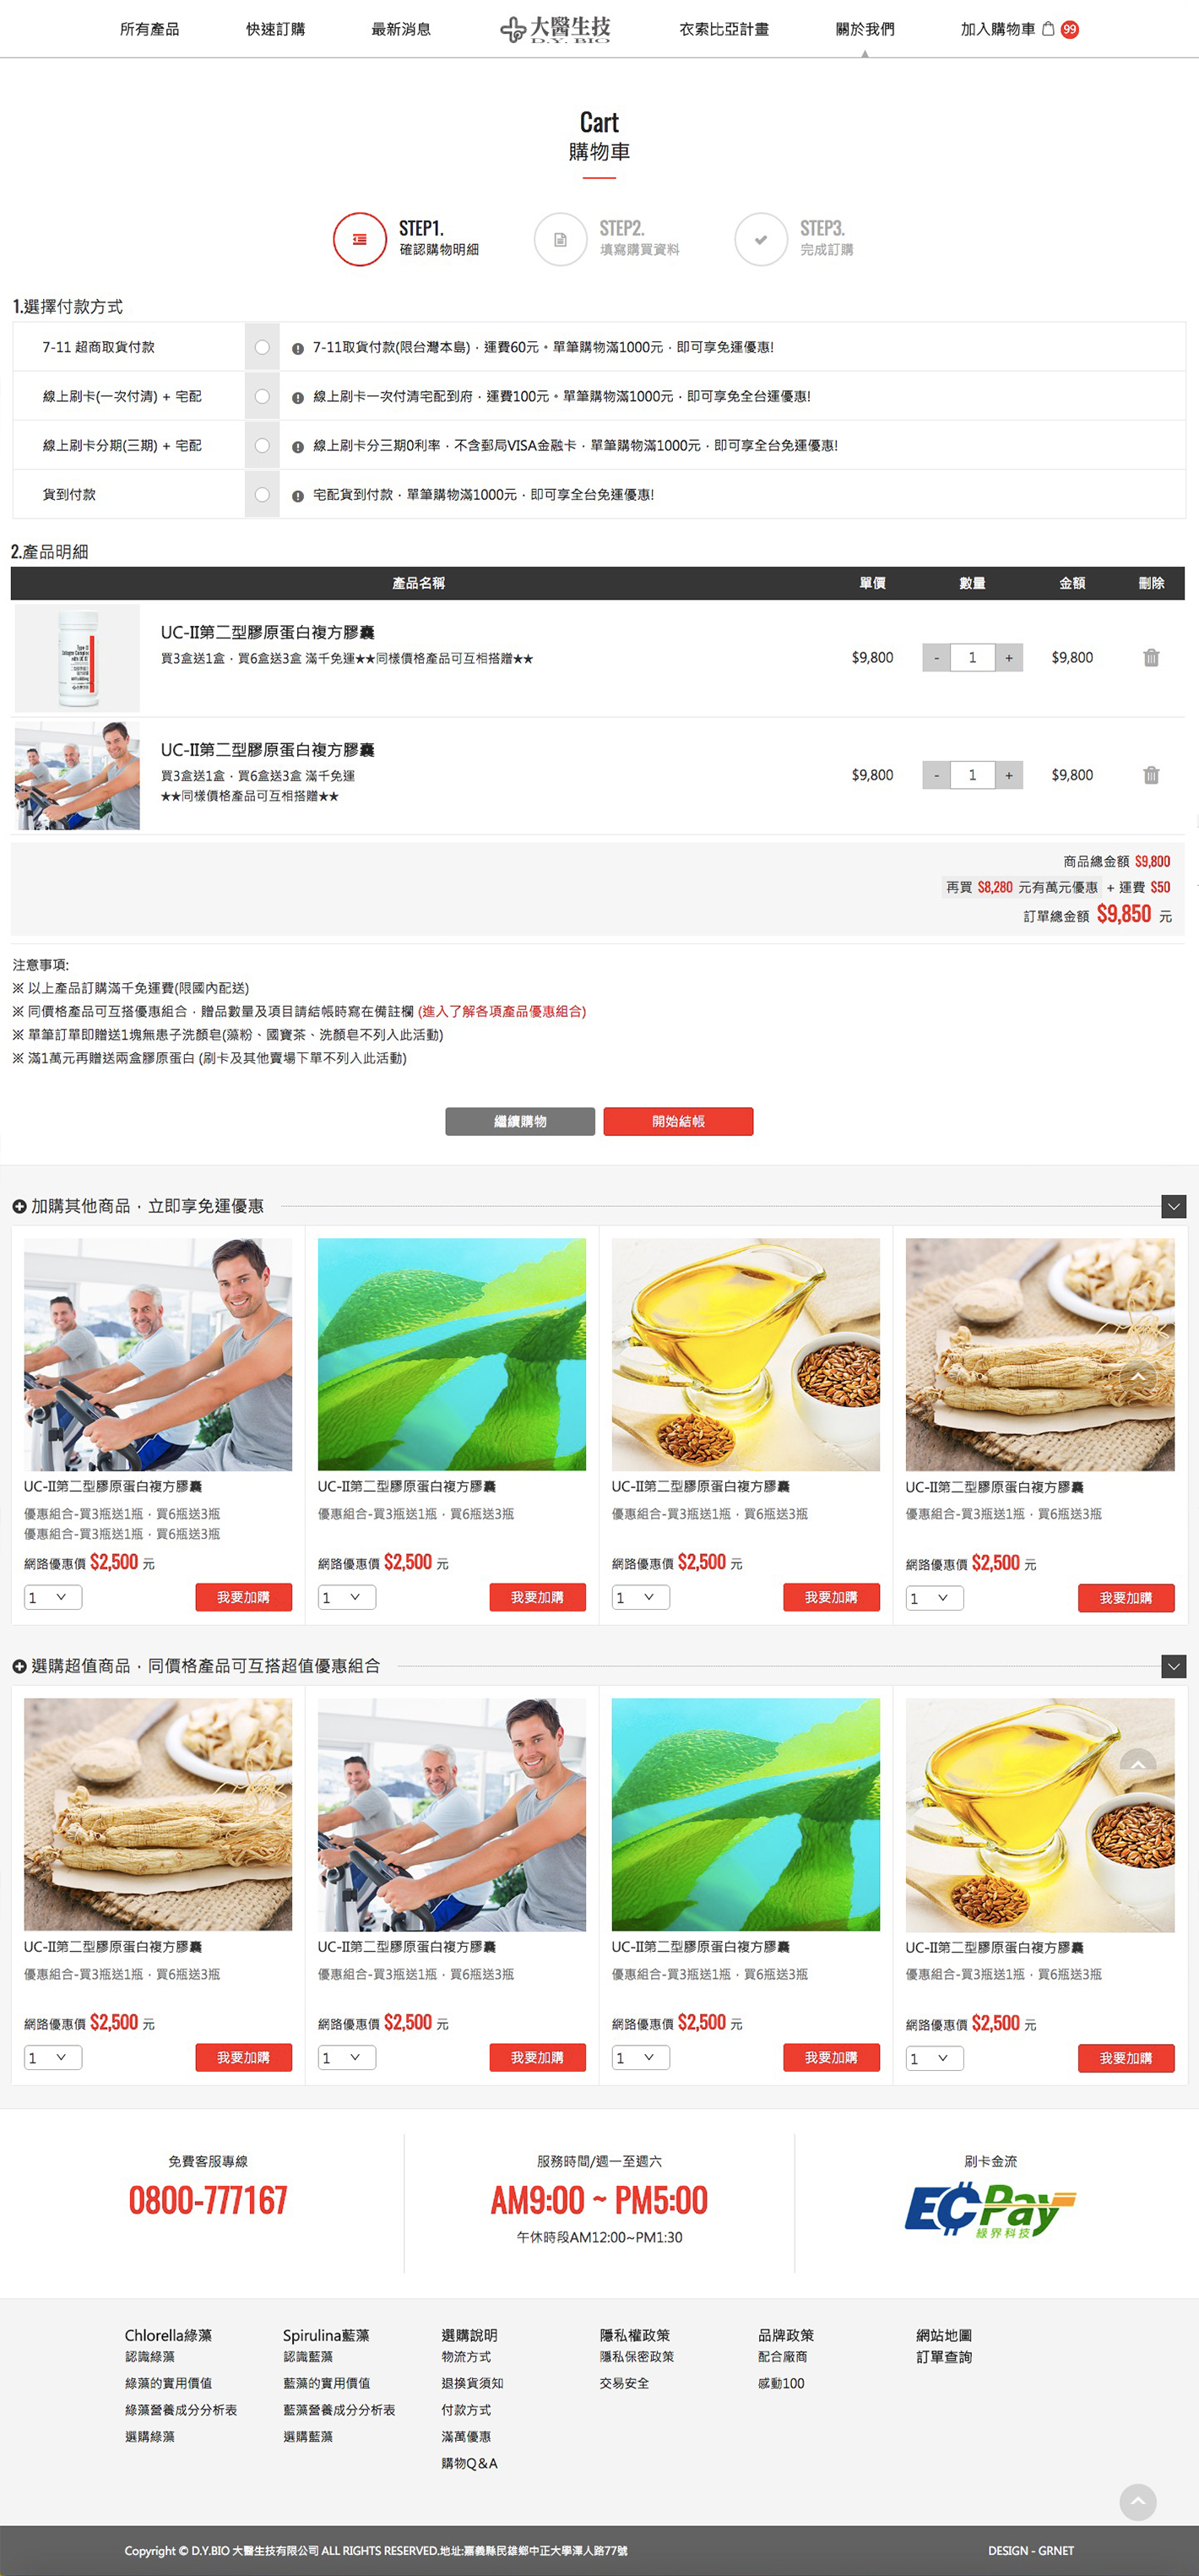 所有產品 快速訂購 最新消息 大醫生技 D.Y. BIO 衣索比亞計畫 關於我們 加入購物車 99
Cart
購物車
STEP1.
確認購物明細
STEP2.
填寫購買資料
STEP3.
完成訂購
1.選擇付款方式
7-11 超商取貨付款 7-11取貨付款(限台灣本島)，運費60元。單筆購物滿1000元，即可享免運優惠!
線上刷卡(一次付清) + 宅配 線上刷卡一次付清宅配到府，運費100元。單筆購物滿1000元，即可享免全台運優惠!
線上刷卡分期(三期) + 宅配 線上刷卡分三期0利率，不含郵局VISA金融卡，單筆購物滿1000元，即可享全台免運優惠!
貨到付款 宅配貨到付款，單筆購物滿1000元，即可享全台免運優惠!
2.產品明細
產品名稱 單價 數量 金額 刪除
UC-II第二型膠原蛋白複方膠囊
買3盒送1盒，買6盒送3盒 滿千免運★★同樣價格產品可互相搭贈★★
$9,800 - 1 + $9,800
UC-II第二型膠原蛋白複方膠囊
買3盒送1盒，買6盒送3盒 滿千免運
★★同樣價格產品可互相搭贈★★
$9,800 - 1 + $9,800
商品總金額 $9,800
再買 $8,280 元有萬元優惠 + 運費 $50
訂單總金額 $9,850 元
注意事項:
※ 以上產品訂購滿千免運費(限國內配送)
※ 同價格產品可互搭優惠組合，贈品數量及項目請結帳時寫在備註欄 (進入了解各項產品優惠組合)
※ 單筆訂單即贈送1塊無患子洗顏皂(藻粉、國寶茶、洗顏皂不列入此活動)
※ 滿1萬元再贈送兩盒膠原蛋白 (刷卡及其他賣場下單不列入此活動)
繼續購物 開始結帳
加購其他商品，立即享免運優惠
UC-II第二型膠原蛋白複方膠囊 UC-II第二型膠原蛋白複方膠囊 UC-II第二型膠原蛋白複方膠囊 UC-II第二型膠原蛋白複方膠囊
優惠組合-買3瓶送1瓶，買6瓶送3瓶 優惠組合-買3瓶送1瓶，買6瓶送3瓶 優惠組合-買3瓶送1瓶，買6瓶送3瓶 優惠組合-買3瓶送1瓶，買6瓶送3瓶
優惠組合-買3瓶送1瓶，買6瓶送3瓶
網路優惠價 $2,500 元 網路優惠價 $2,500 元 網路優惠價 $2,500 元 網路優惠價 $2,500 元
1 我要加購 1 我要加購 1 我要加購 1 我要加購
選購超值商品，同價格產品可互搭超值優惠組合
UC-II第二型膠原蛋白複方膠囊 UC-II第二型膠原蛋白複方膠囊 UC-II第二型膠原蛋白複方膠囊 UC-II第二型膠原蛋白複方膠囊
優惠組合-買3瓶送1瓶，買6瓶送3瓶 優惠組合-買3瓶送1瓶，買6瓶送3瓶 優惠組合-買3瓶送1瓶，買6瓶送3瓶 優惠組合-買3瓶送1瓶，買6瓶送3瓶
網路優惠價 $2,500 元 網路優惠價 $2,500 元 網路優惠價 $2,500 元 網路優惠價 $2,500 元
1 我要加購 1 我要加購 1 我要加購 1 我要加購
免費客服專線
0800-777167
服務時間/週一至週六
AM9:00 ~ PM5:00
午休時段AM12:00~PM1:30
刷卡金流
ECPay
綠界科技
Chlorella綠藻 Spirulina藍藻 選購說明 隱私權政策 品牌政策 網站地圖
認識綠藻 認識藍藻 物流方式 隱私保密政策 配合廠商 訂單查詢
綠藻的實用價值 藍藻的實用價值 退換貨須知 交易安全 感動100
綠藻營養成分分析表 藍藻營養成分分析表 付款方式
選購綠藻 選購藍藻 滿萬優惠
購物Q&A
Copyright © D.Y.BIO 大醫生技有限公司 ALL RIGHTS RESERVED.地址:嘉義縣民雄鄉中正大學澤人路77號 DESIGN - GRNET